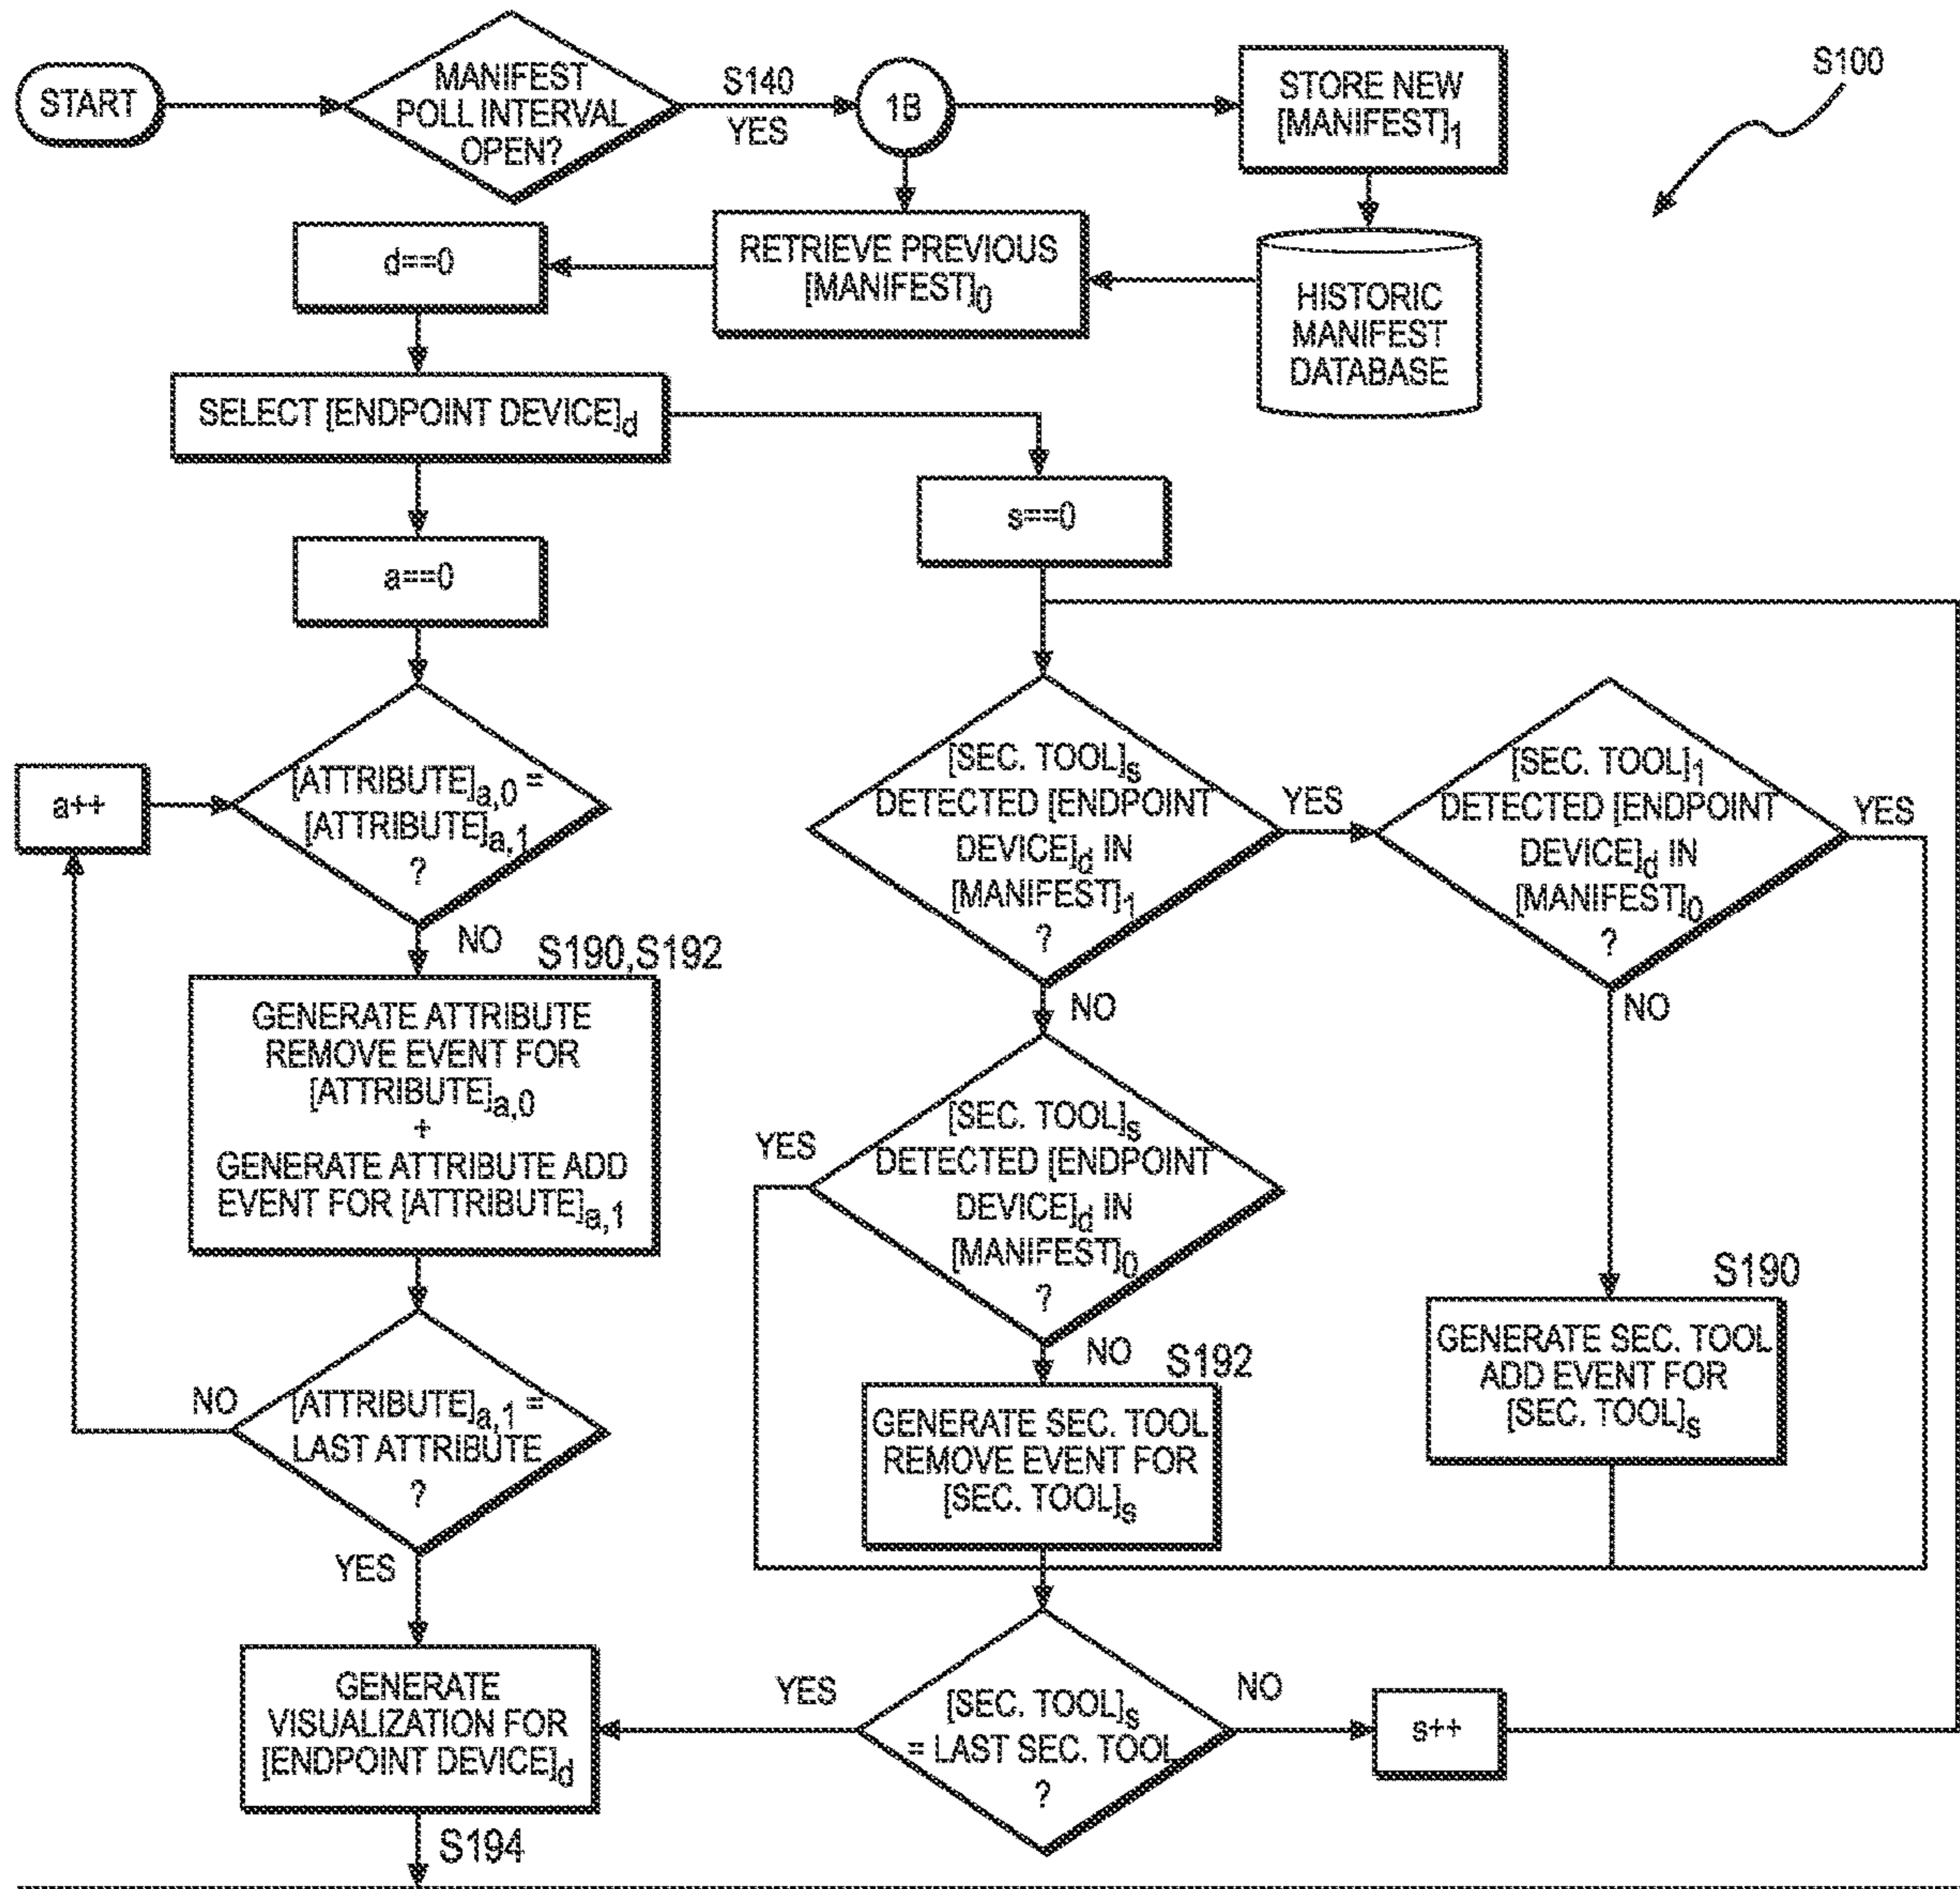 START
MANIFEST
POLL INTERVAL
OPEN?
S140
YES
1B
STORE NEW
[MANIFEST]1
S100
d==0
RETRIEVE PREVIOUS
[MANIFEST]0
HISTORIC
MANIFEST
DATABASE
SELECT [ENDPOINT DEVICE]d
s==0
a==0
a++
[ATTRIBUTE]a,0 =
[ATTRIBUTE]a,1
?
[SEC. TOOL]s
DETECTED [ENDPOINT
DEVICE]d IN
[MANIFEST]1
?
YES
[SEC. TOOL]1
DETECTED [ENDPOINT
DEVICE]d IN
[MANIFEST]0
?
YES
NO
S190,S192
NO
NO
GENERATE ATTRIBUTE
REMOVE EVENT FOR
[ATTRIBUTE]a,0
+
GENERATE ATTRIBUTE ADD
EVENT FOR [ATTRIBUTE]a,1
YES
[SEC. TOOL]s
DETECTED [ENDPOINT
DEVICE]d IN
[MANIFEST]0
?
NO
S192
S190
GENERATE SEC. TOOL
ADD EVENT FOR
[SEC. TOOL]s
NO
[ATTRIBUTE]a,1 =
LAST ATTRIBUTE
?
GENERATE SEC. TOOL
REMOVE EVENT FOR
[SEC. TOOL]s
YES
GENERATE
VISUALIZATION FOR
[ENDPOINT DEVICE]d
YES
[SEC. TOOL]s
= LAST SEC. TOOL
?
NO
s++
S194